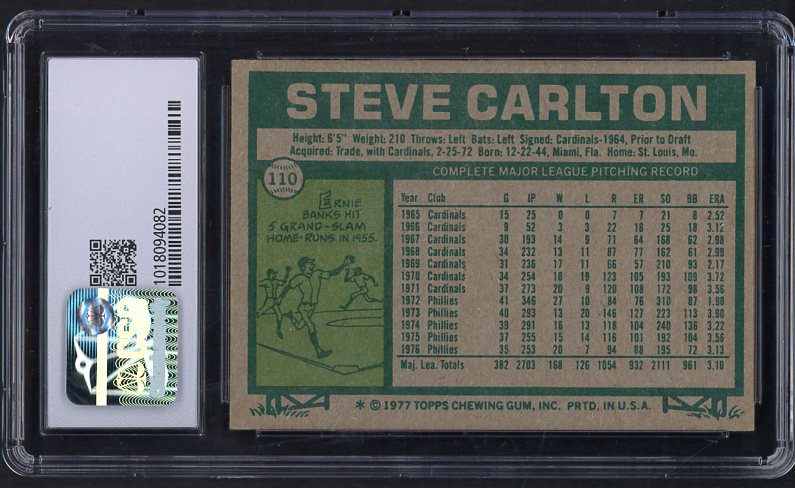 STEVE CARLTON
Height: 6'5" Weight: 210 Throws: Left Bats: Left Signed: Cardinals-1964, Prior to Draft
Acquired: Trade, with Cardinals, 2-25-72 Born: 12-22-44, Miami, Fla. Home: St. Louis, Mo.
110
COMPLETE MAJOR LEAGUE PITCHING RECORD
ERNIE
BANKS HIT
5 GRAND-SLAM
HOME-RUNS IN 1955.
Year Club G IP W L R ER SO BB ERA
1965 Cardinals 15 25 0 0 7 7 21 8 2.52
1966 Cardinals 9 52 3 3 22 18 25 18 3.12
1967 Cardinals 30 193 14 9 71 64 168 62 2.98
1968 Cardinals 34 232 13 11 87 77 162 61 2.99
1969 Cardinals 31 236 17 11 66 57 210 93 2.17
1970 Cardinals 34 254 10 19 123 105 193 109 3.72
1971 Cardinals 37 273 20 9 120 108 172 98 3.56
1972 Phillies 41 346 27 10 84 76 310 87 1.98
1973 Phillies 40 293 13 20 146 127 223 113 3.90
1974 Phillies 39 291 16 13 118 104 240 136 3.22
1975 Phillies 37 255 15 14 116 101 192 104 3.56
1976 Phillies 35 253 20 7 94 88 195 72 3.13
Maj. Lea. Totals 382 2703 168 126 1054 932 2111 961 3.10
* © 1977 TOPPS CHEWING GUM, INC. PRTD. IN U.S.A.
1018094082